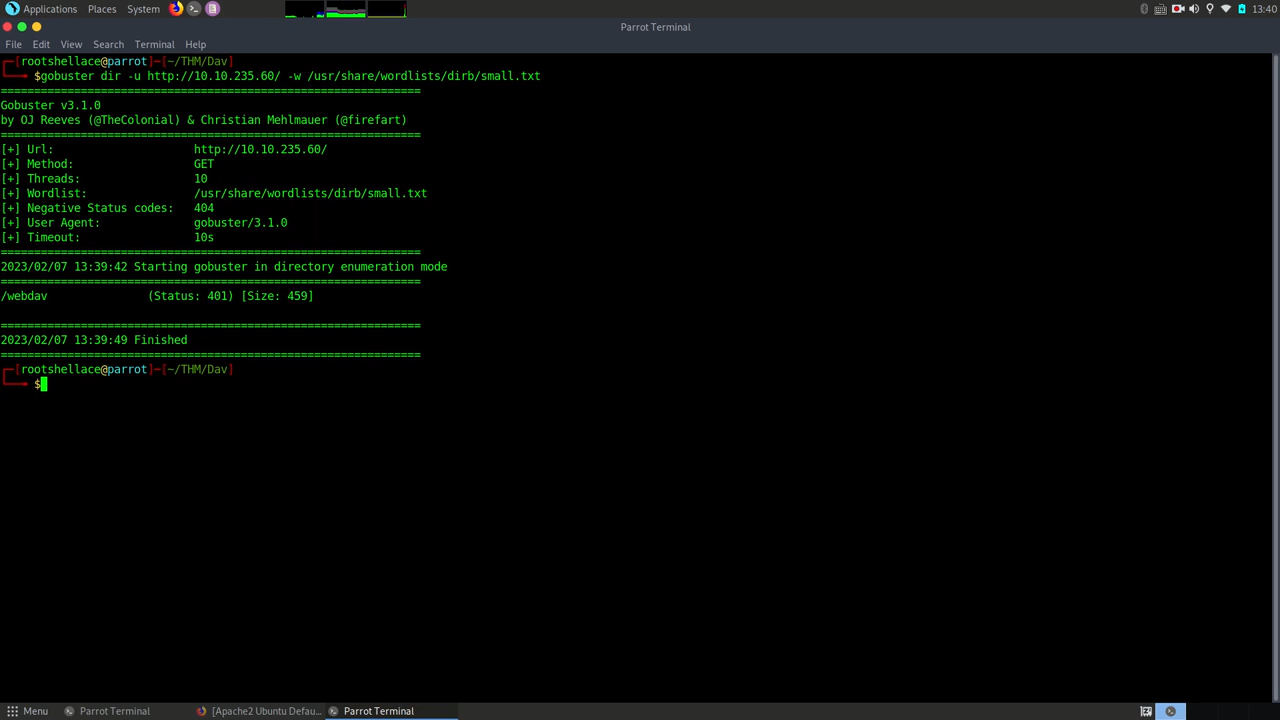 Applications Places System 13:40
Parrot Terminal
File Edit View Search Terminal Help
┌─[rootshellace@parrot]─[~/THM/Dav]
└──╼ $gobuster dir -u http://10.10.235.60/ -w /usr/share/wordlists/dirb/small.txt
===============================================================
Gobuster v3.1.0
by OJ Reeves (@TheColonial) & Christian Mehlmauer (@firefart)
===============================================================
[+] Url:                     http://10.10.235.60/
[+] Method:                  GET
[+] Threads:                 10
[+] Wordlist:                /usr/share/wordlists/dirb/small.txt
[+] Negative Status codes:   404
[+] User Agent:              gobuster/3.1.0
[+] Timeout:                 10s
===============================================================
2023/02/07 13:39:42 Starting gobuster in directory enumeration mode
===============================================================
/webdav               (Status: 401) [Size: 459]
===============================================================
2023/02/07 13:39:49 Finished
===============================================================
┌─[rootshellace@parrot]─[~/THM/Dav]
└──╼ $
Menu Parrot Terminal [Apache2 Ubuntu Defau... Parrot Terminal